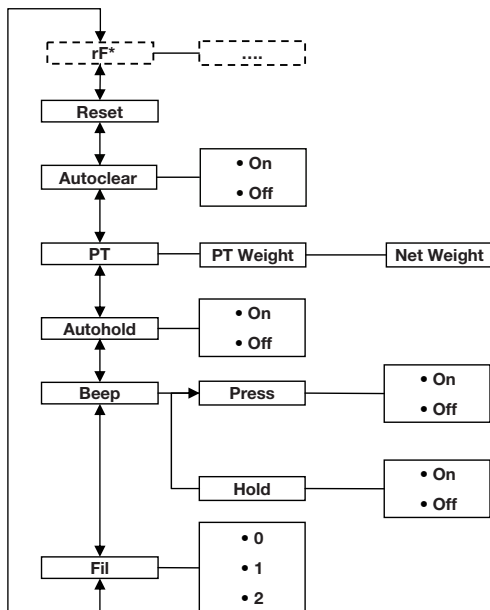 rF* ....
Reset
Autoclear
• On
• Off
PT PT Weight Net Weight
Autohold
• On
• Off
Beep Press
• On
• Off
Hold
• On
• Off
Fil
• 0
• 1
• 2